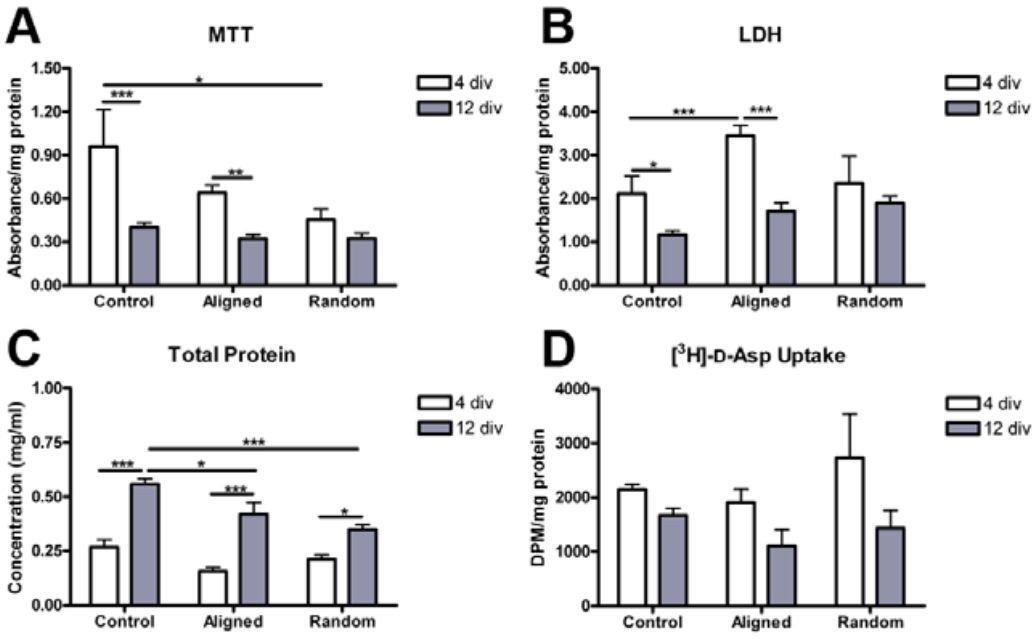 A
MTT
Absorbance/mg protein
1.50
1.20
0.90
0.60
0.30
0.00
*
***
**
Control
Aligned
Random
4 div
12 div
B
LDH
Absorbance/mg protein
5.00
4.00
3.00
2.00
1.00
0.00
***
***
*
Control
Aligned
Random
4 div
12 div
C
Total Protein
Concentration (mg/ml)
1.00
0.75
0.50
0.25
0.00
***
***
*
***
*
Control
Aligned
Random
4 div
12 div
D
[³H]-D-Asp Uptake
DPM/mg protein
4000
3000
2000
1000
0
Control
Aligned
Random
4 div
12 div